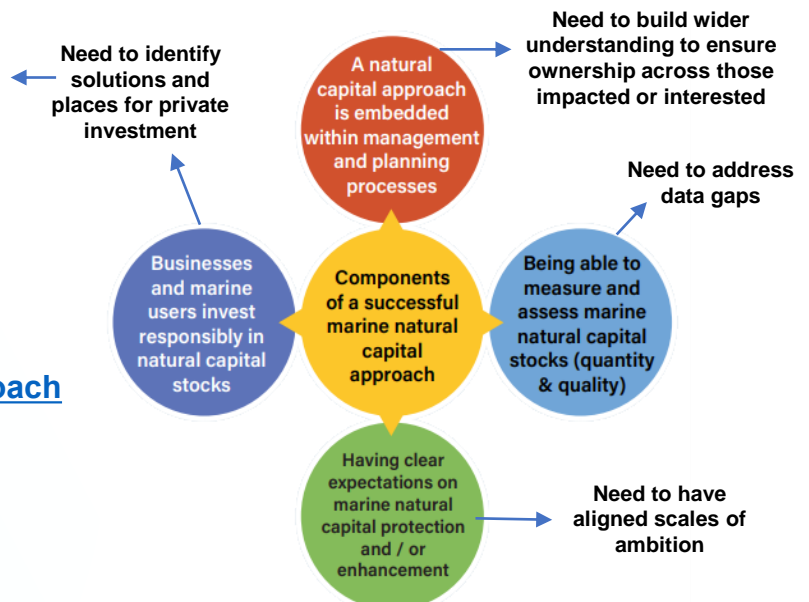 Need to identify
solutions and
places for private
investment
A natural
capital approach
is embedded
within management
and planning
processes
Need to build wider
understanding to ensure
ownership across those
impacted or interested
Need to address
data gaps
Businesses
and marine
users invest
responsibly in
natural capital
stocks
Components
of a successful
marine natural
capital
approach
Being able to
measure and
assess marine
natural capital
stocks (quantity
& quality)
oach
Having clear
expectations on
marine natural
capital protection
and / or
enhancement
Need to have
aligned scales of
ambition